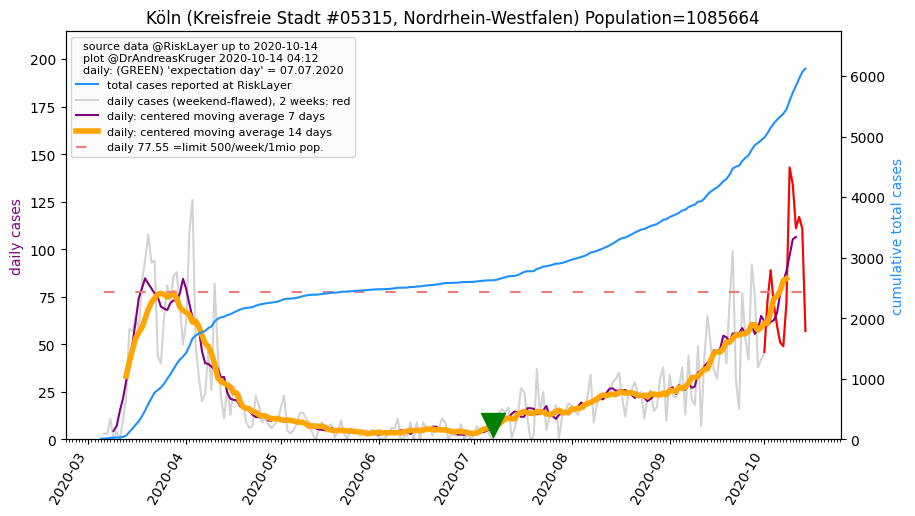 Köln (Kreisfreie Stadt #05315, Nordrhein-Westfalen) Population=1085664
source data @RiskLayer up to 2020-10-14
plot @DrAndreasKruger 2020-10-14 04:12
daily: (GREEN) 'expectation day' = 07.07.2020
total cases reported at RiskLayer
daily cases (weekend-flawed), 2 weeks: red
daily: centered moving average 7 days
daily: centered moving average 14 days
daily 77.55 =limit 500/week/1mio pop.
daily cases
200
175
150
125
100
75
50
25
0
6000
5000
4000
3000
2000
1000
0
cumulative total cases
2020-03
2020-04
2020-05
2020-06
2020-07
2020-08
2020-09
2020-10